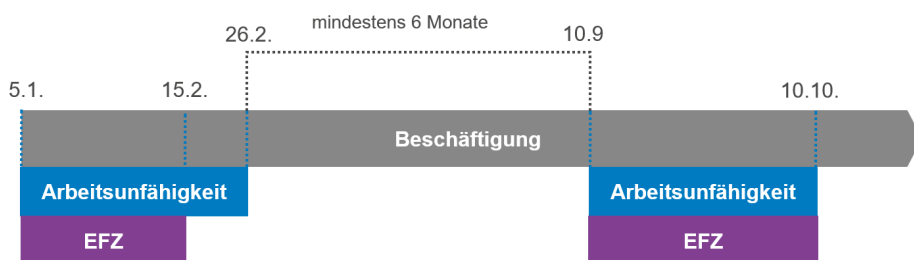 mindestens 6 Monate
26.2.
10.9
5.1.
15.2.
10.10.
Beschäftigung
Arbeitsunfähigkeit
Arbeitsunfähigkeit
EFZ
EFZ